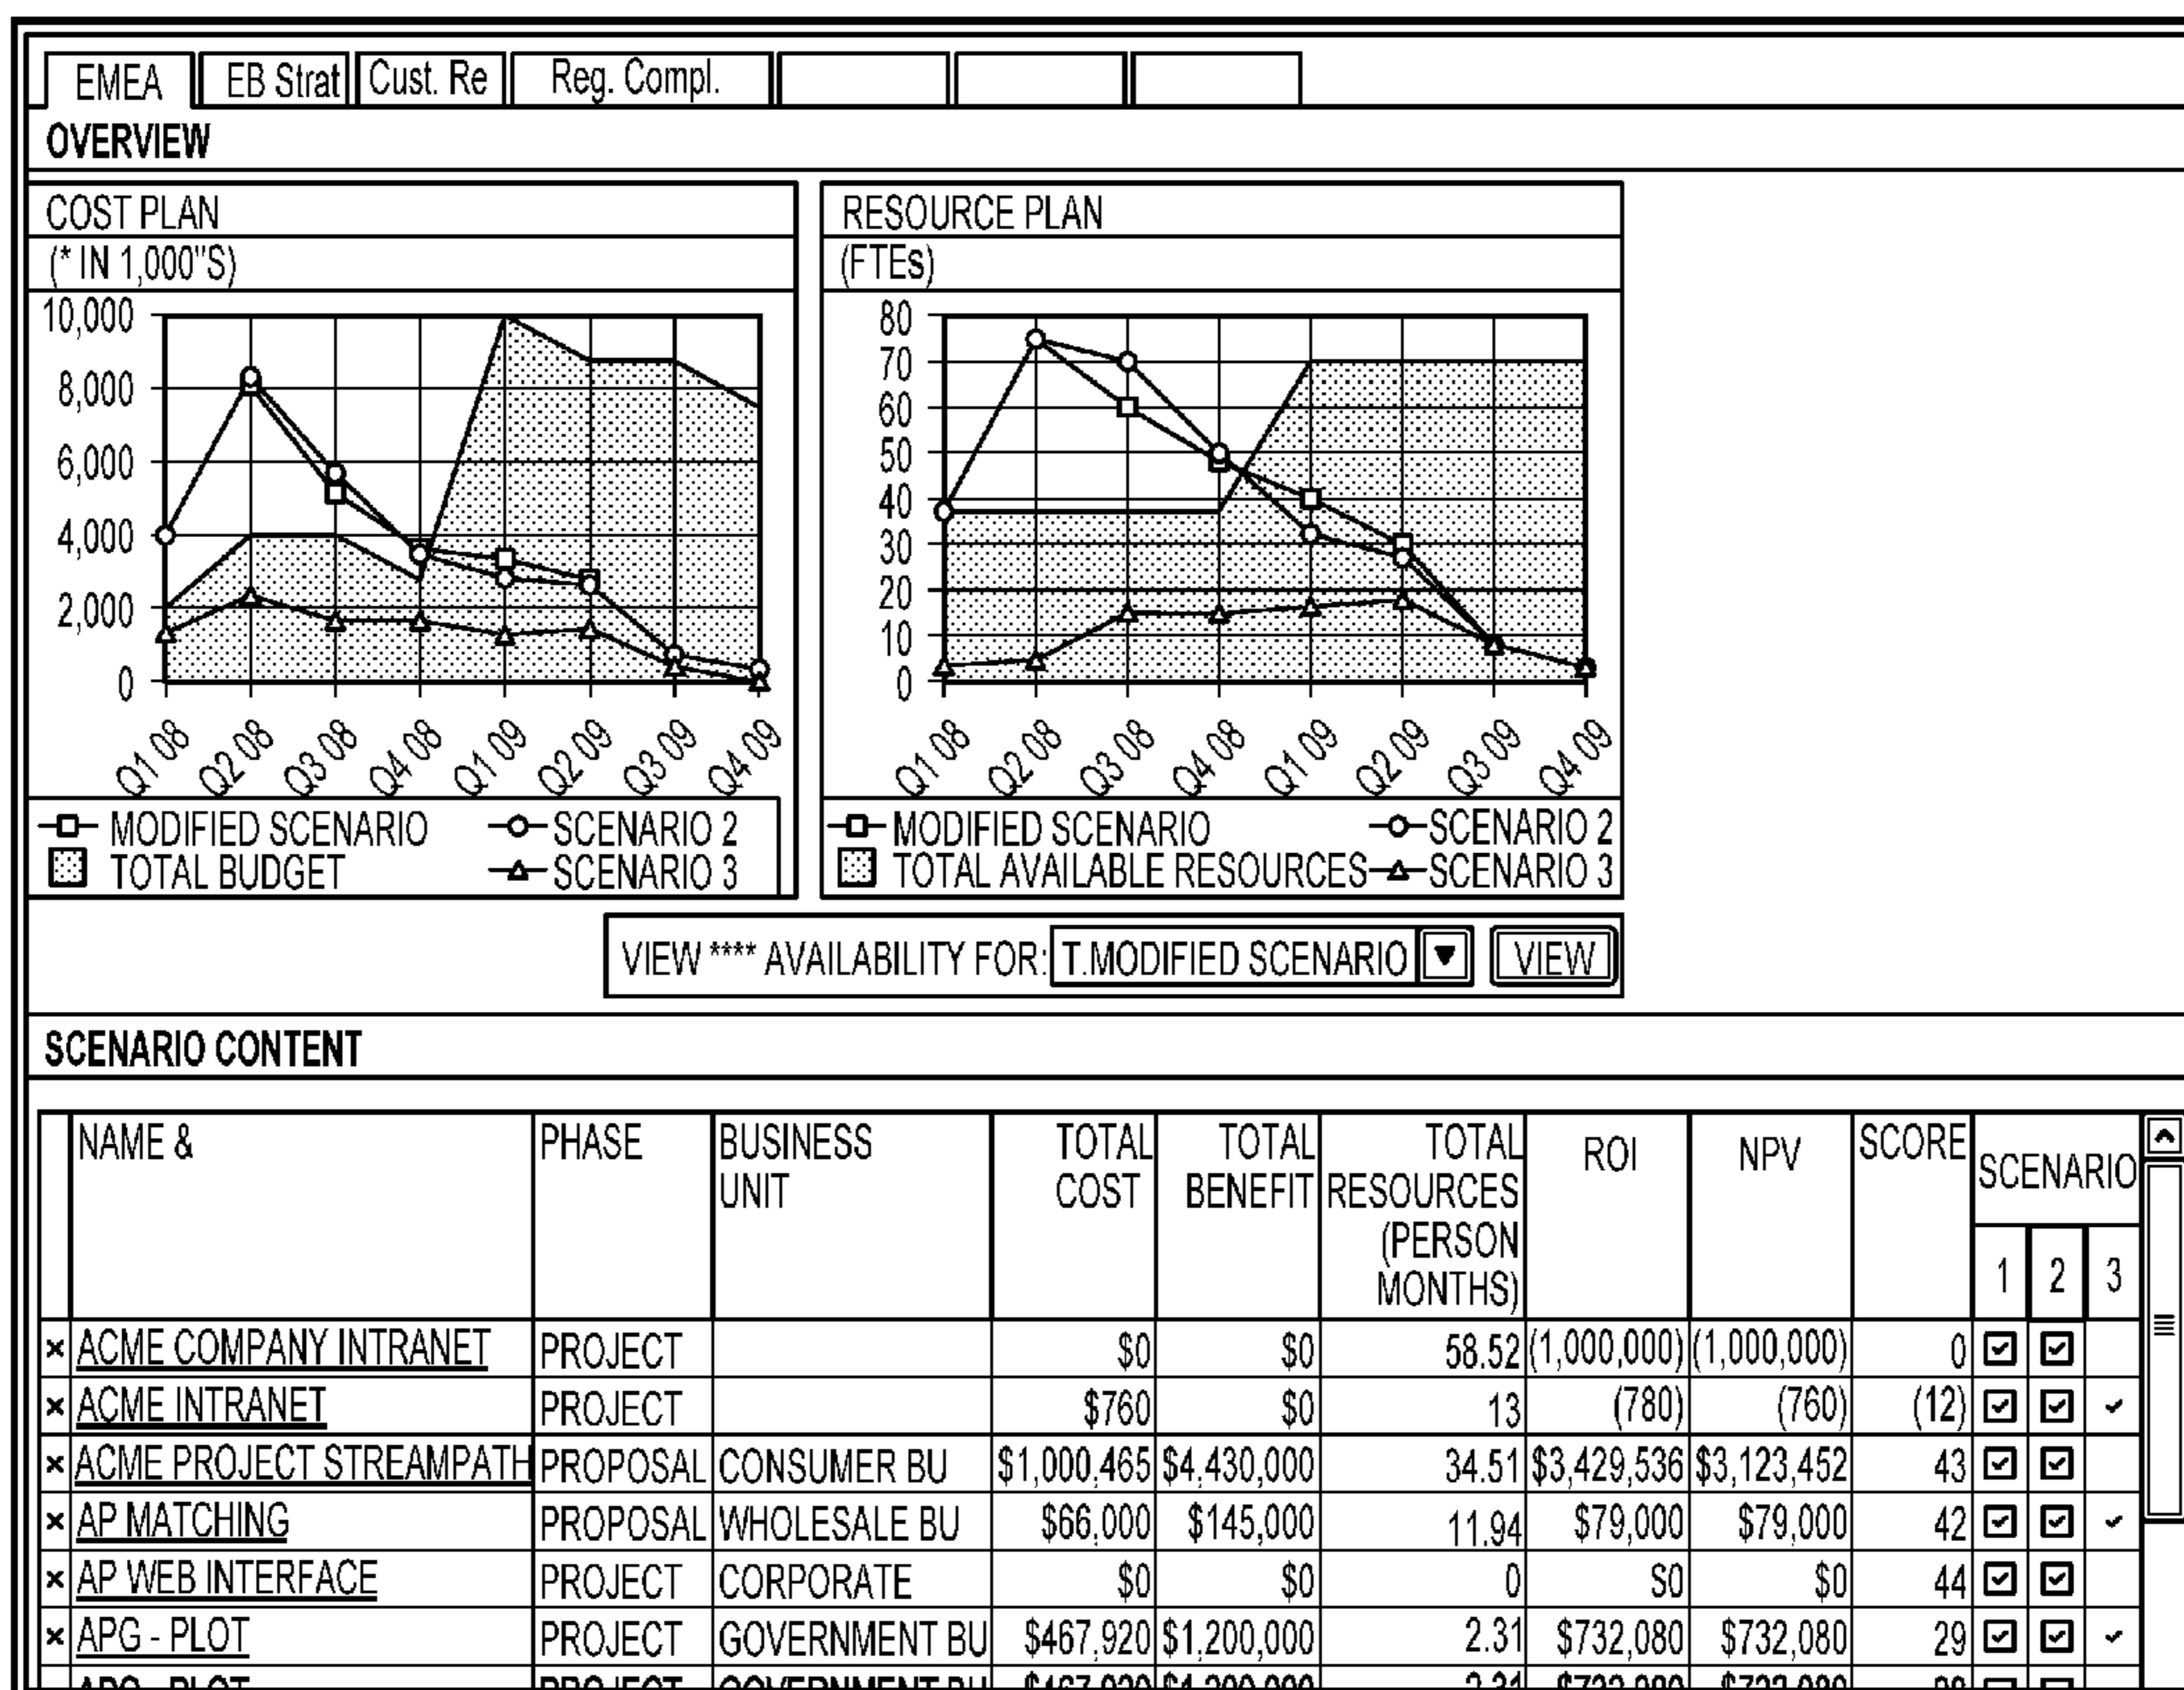 EMEA EB Strat Cust. Re Reg. Compl.
OVERVIEW
COST PLAN
(* IN 1,000"S)
10,000
8,000
6,000
4,000
2,000
0
Q1 08 Q2 08 Q3 08 Q4 08 Q1 09 Q2 09 Q3 09 Q4 09
MODIFIED SCENARIO SCENARIO 2
TOTAL BUDGET SCENARIO 3
RESOURCE PLAN
(FTEs)
80
70
60
50
40
30
20
10
0
Q1 08 Q2 08 Q3 08 Q4 08 Q1 09 Q2 09 Q3 09 Q4 09
MODIFIED SCENARIO SCENARIO 2
TOTAL AVAILABLE RESOURCES SCENARIO 3
VIEW **** AVAILABILITY FOR: T.MODIFIED SCENARIO VIEW
SCENARIO CONTENT
NAME & PHASE BUSINESS UNIT TOTAL COST TOTAL BENEFIT TOTAL RESOURCES (PERSON MONTHS) ROI NPV SCORE SCENARIO
1 2 3
ACME COMPANY INTRANET PROJECT $0 $0 58.52 (1,000,000) (1,000,000) 0
ACME INTRANET PROJECT $760 $0 13 (780) (760) (12)
ACME PROJECT STREAMPATH PROPOSAL CONSUMER BU $1,000,465 $4,430,000 34.51 $3,429,536 $3,123,452 43
AP MATCHING PROPOSAL WHOLESALE BU $66,000 $145,000 11.94 $79,000 $79,000 42
AP WEB INTERFACE PROJECT CORPORATE $0 $0 0 S0 $0 44
APG - PLOT PROJECT GOVERNMENT BU $467,920 $1,200,000 2.31 $732,080 $732,080 29